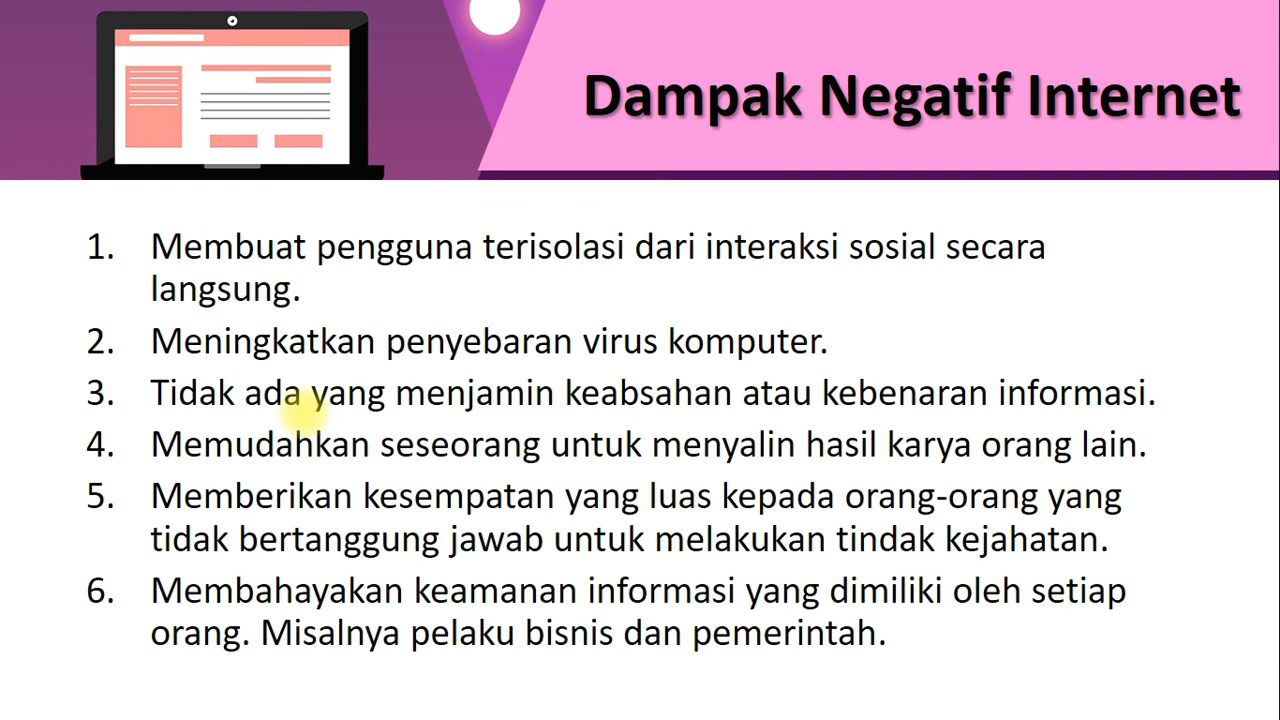 Dampak Negatif Internet
1. Membuat pengguna terisolasi dari interaksi sosial secara
langsung.
2. Meningkatkan penyebaran virus komputer.
3. Tidak ada yang menjamin keabsahan atau kebenaran informasi.
4. Memudahkan seseorang untuk menyalin hasil karya orang lain.
5. Memberikan kesempatan yang luas kepada orang-orang yang
tidak bertanggung jawab untuk melakukan tindak kejahatan.
6. Membahayakan keamanan informasi yang dimiliki oleh setiap
orang. Misalnya pelaku bisnis dan pemerintah.